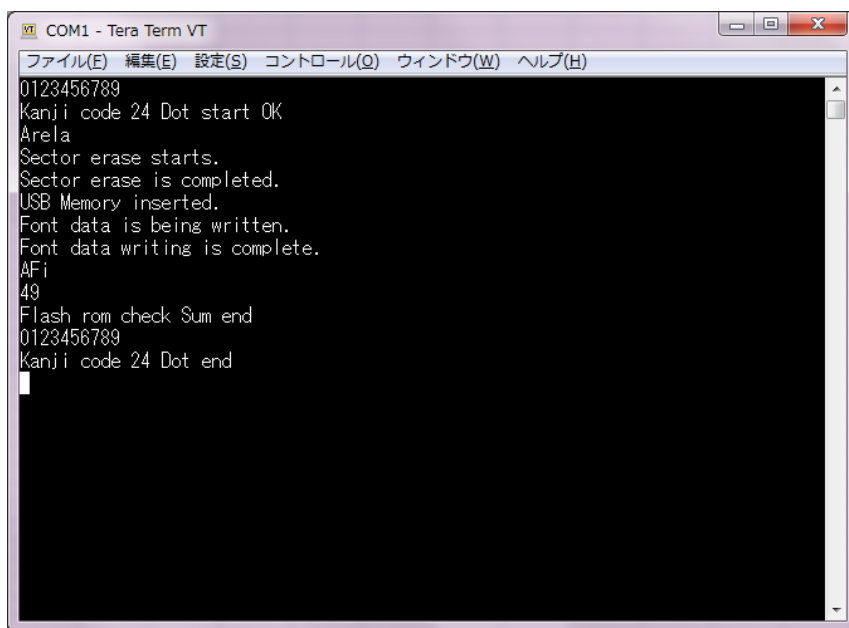 COM1 - Tera Term VT
ファイル(F) 編集(E) 設定(S) コントロール(O) ウィンドウ(W) ヘルプ(H)
0123456789
Kanji code 24 Dot start OK
Arela
Sector erase starts.
Sector erase is completed.
USB Memory inserted.
Font data is being written.
Font data writing is complete.
AFi
49
Flash rom check Sum end
0123456789
Kanji code 24 Dot end